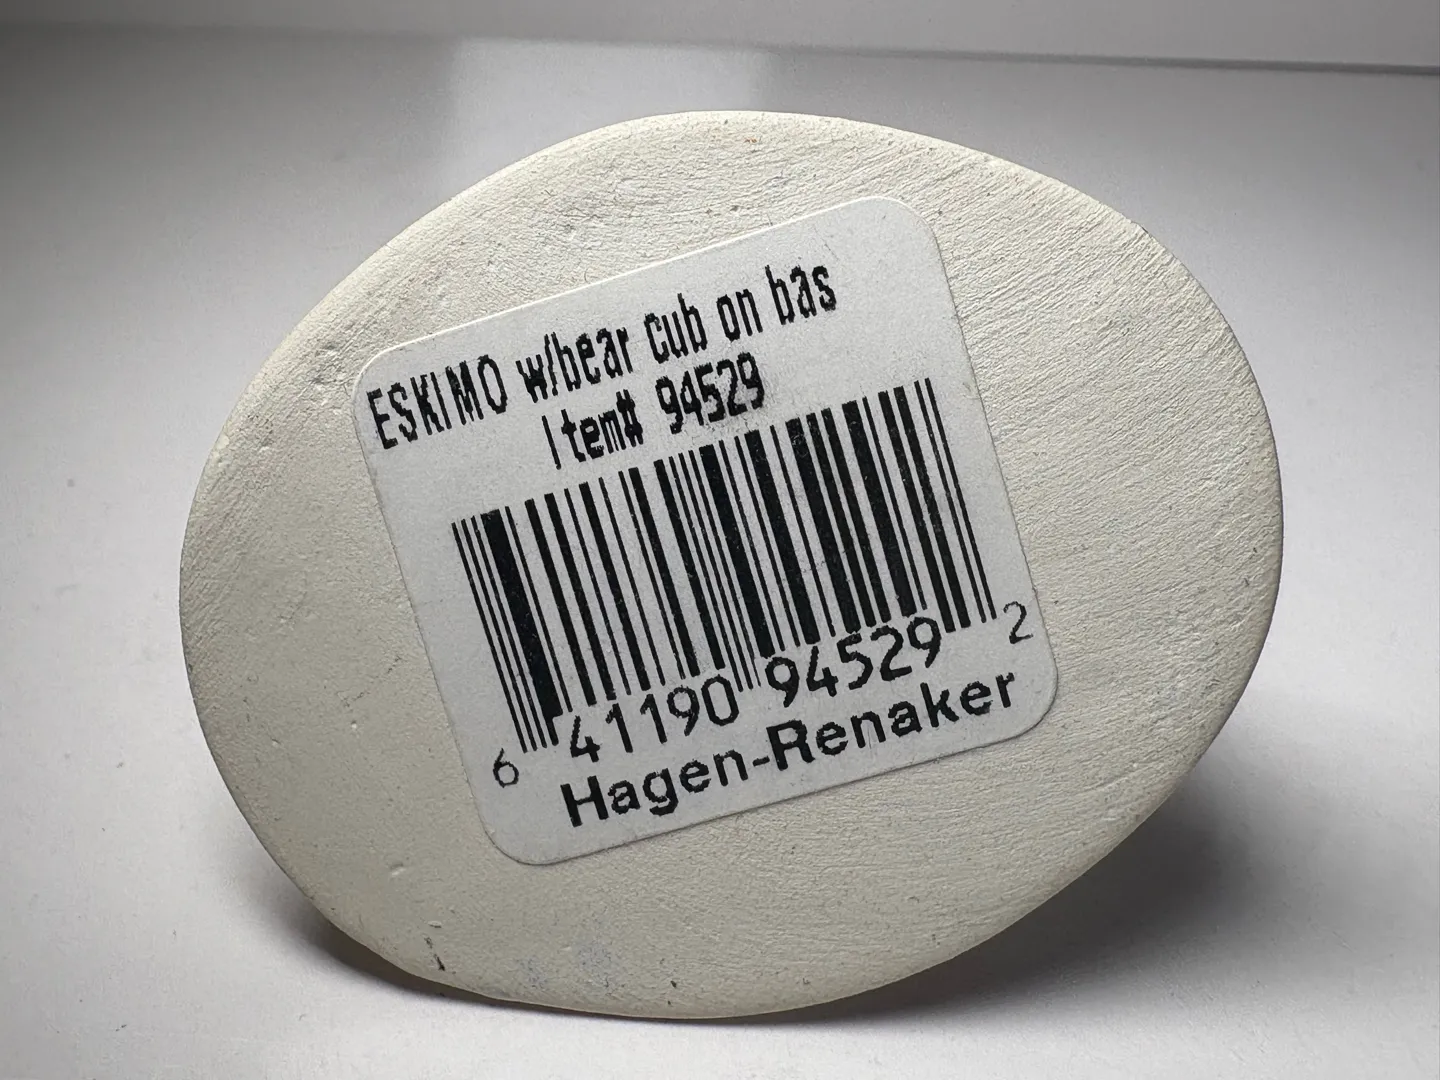 ESKIMO w/bear cub on bas
Item# 94529
6 41190 94529 2
Hagen-Renaker